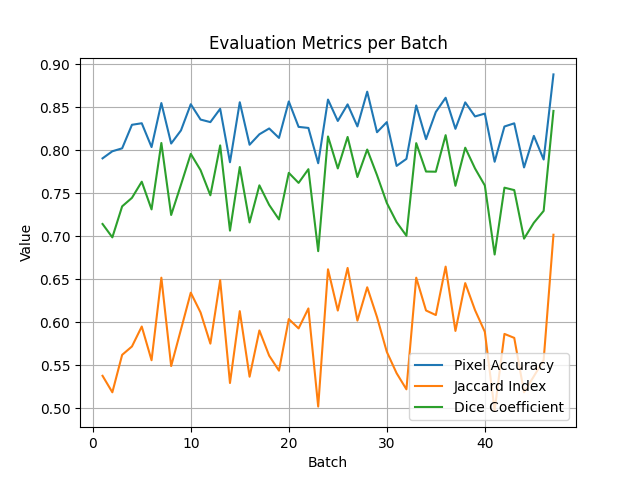 Evaluation Metrics per Batch
0.90
0.85
0.80
0.75
0.70
0.65
0.60
0.55
0.50
Value
Pixel Accuracy
Jaccard Index
Dice Coefficient
0 10 20 30 40
Batch